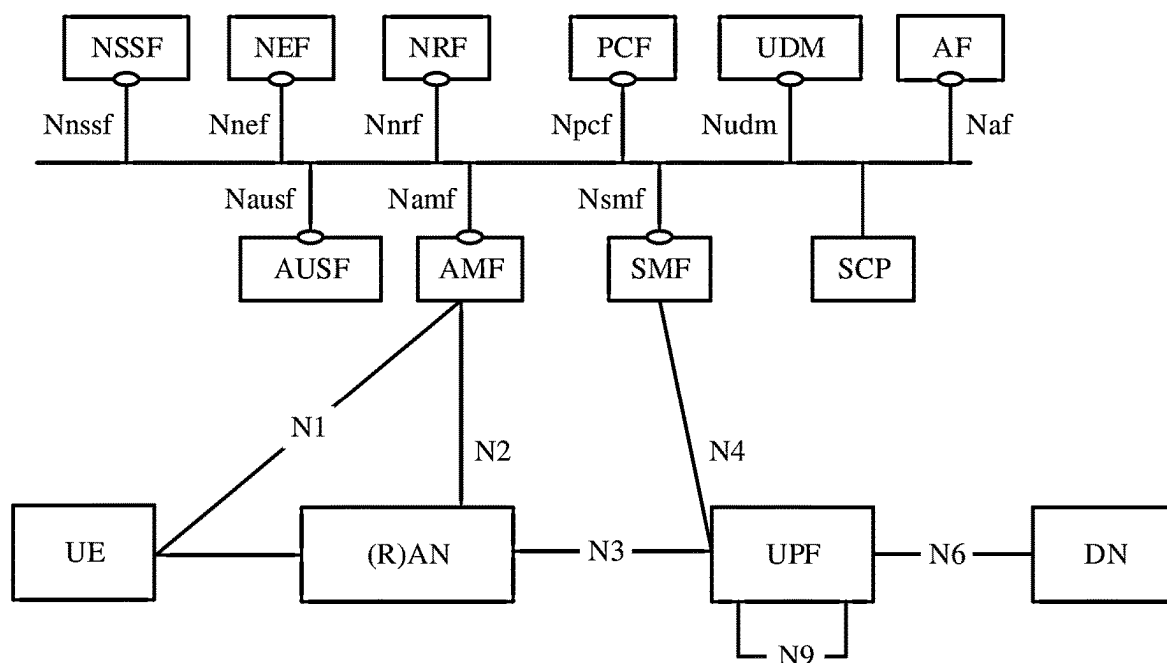 NSSF NEF NRF PCF UDM AF
Nnssf Nnef Nnrf Npcf Nudm Naf
Nausf Namf Nsmf
AUSF AMF SMF SCP
N1
N2 N4
UE (R)AN N3 UPF N6 DN
N9